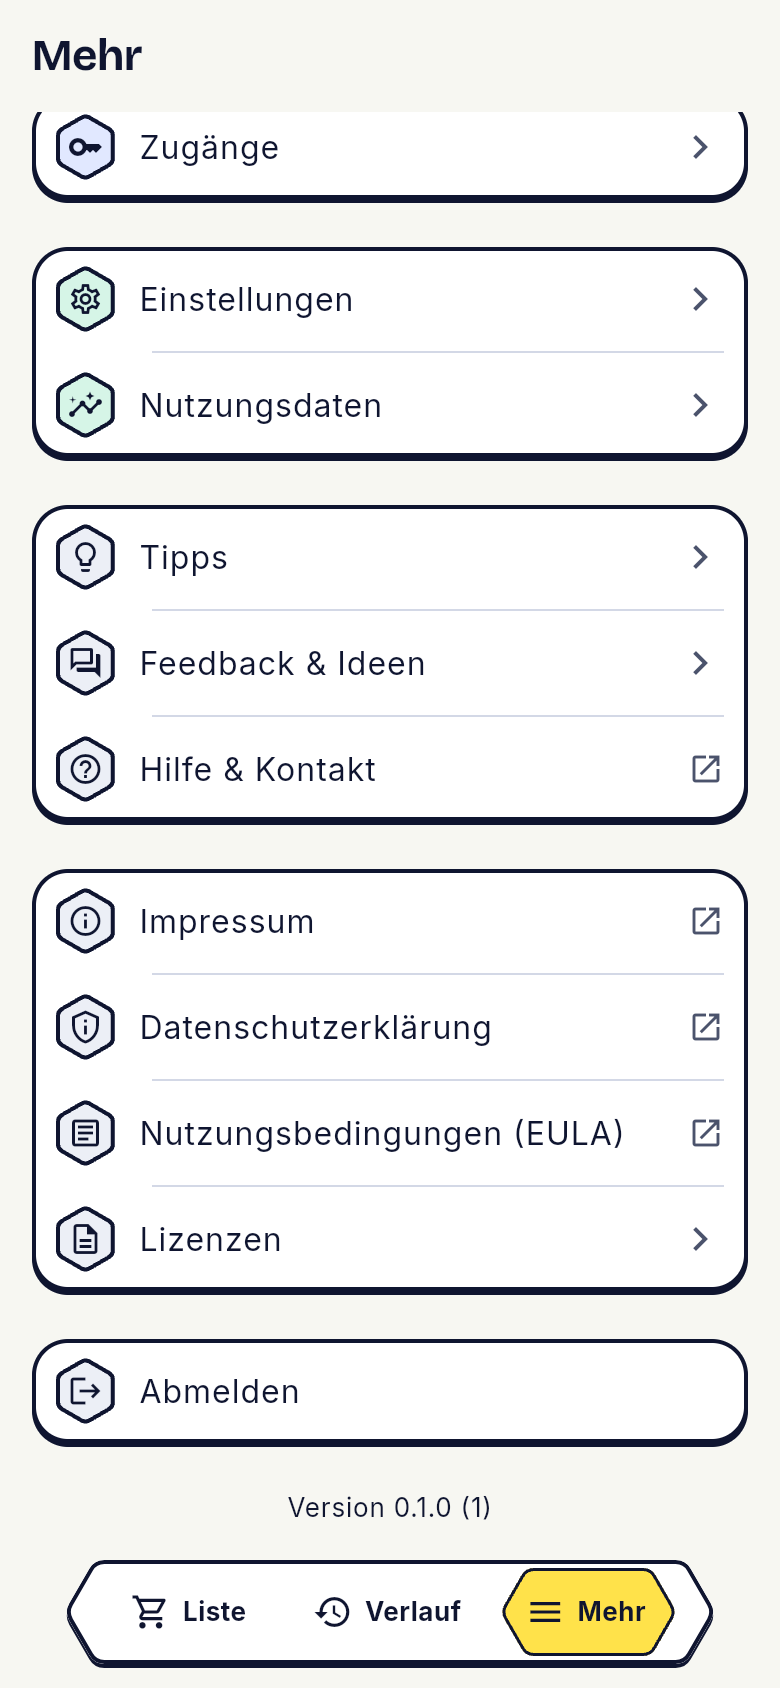 Mehr
Zugänge
Einstellungen
Nutzungsdaten
Tipps
Feedback & Ideen
Hilfe & Kontakt
Impressum
Datenschutzerklärung
Nutzungsbedingungen (EULA)
Lizenzen
Abmelden
Version 0.1.0 (1)
Liste Verlauf Mehr